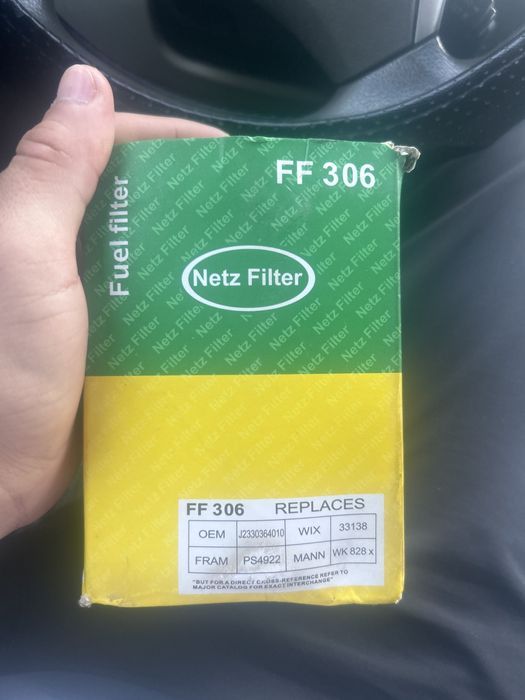 FF 306
Fuel filter
Netz Filter
FF 306 REPLACES
OEM J2330364010 WIX 33138
FRAM PS4922 MANN WK 828 x
"BUT FOR A DIRECT CROSS-REFERENCE REFER TO
MAJOR CATALOG FOR EXACT INTERCHANGE"